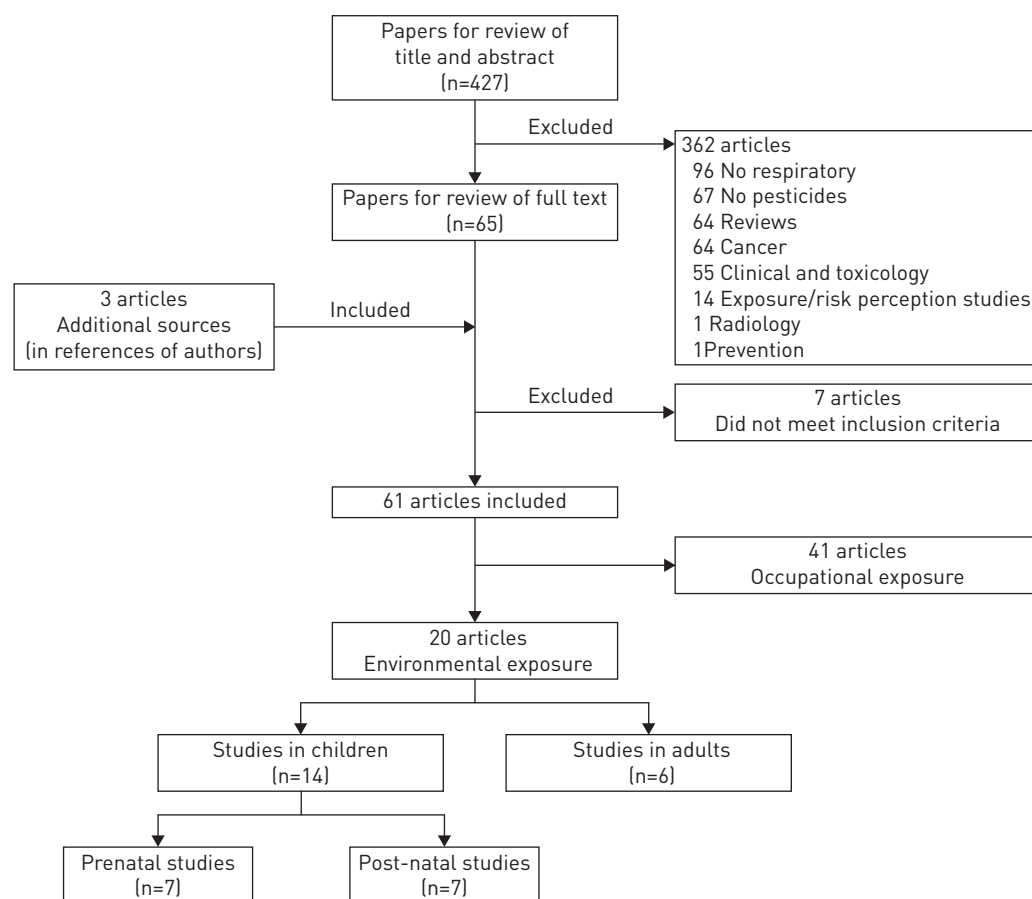 Papers for review of
title and abstract
(n=427)
Excluded
362 articles
96 No respiratory
67 No pesticides
64 Reviews
64 Cancer
55 Clinical and toxicology
14 Exposure/risk perception studies
1 Radiology
1Prevention
Papers for review of full text
(n=65)
3 articles
Additional sources
(in references of authors)
Included
Excluded
7 articles
Did not meet inclusion criteria
61 articles included
41 articles
Occupational exposure
20 articles
Environmental exposure
Studies in children
(n=14)
Studies in adults
(n=6)
Prenatal studies
(n=7)
Post-natal studies
(n=7)